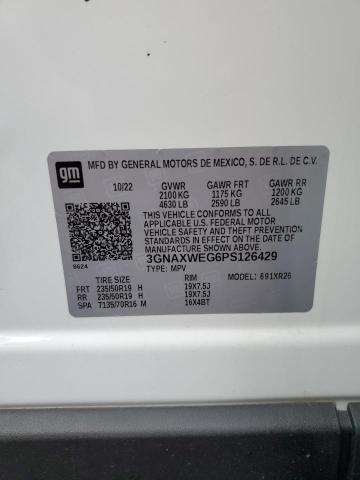 gm
MFD BY GENERAL MOTORS DE MEXICO, S. DE R.L. DE C.V.
10/22 GVWR GAWR FRT GAWR RR
2100 KG 1175 KG 1200 KG
4630 LB 2590 LB 2645 LB
THIS VEHICLE CONFORMS TO ALL
APPLICABLE U.S. FEDERAL MOTOR
VEHICLE SAFETY AND THEFT PREVENTION
STANDARDS IN EFFECT ON THE DATE OF
MANUFACTURE SHOWN ABOVE.
3GNAXWEG6PS126429
8624 TYPE: MPV MODEL: 691XR26
TIRE SIZE RIM
FRT 235/50R19 H 19X7.5J
RR 235/50R19 H 19X7.5J
SPA T135/70R16 M 16X4BT